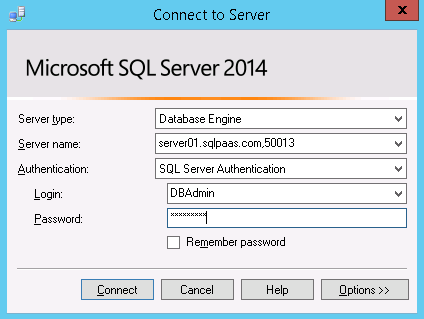 Connect to Server
x
Microsoft SQL Server 2014
Server type: Database Engine
Server name: server01.sqlpaas.com,50013
Authentication: SQL Server Authentication
Login: DBAdmin
Password: *********
Remember password
Connect Cancel Help Options >>